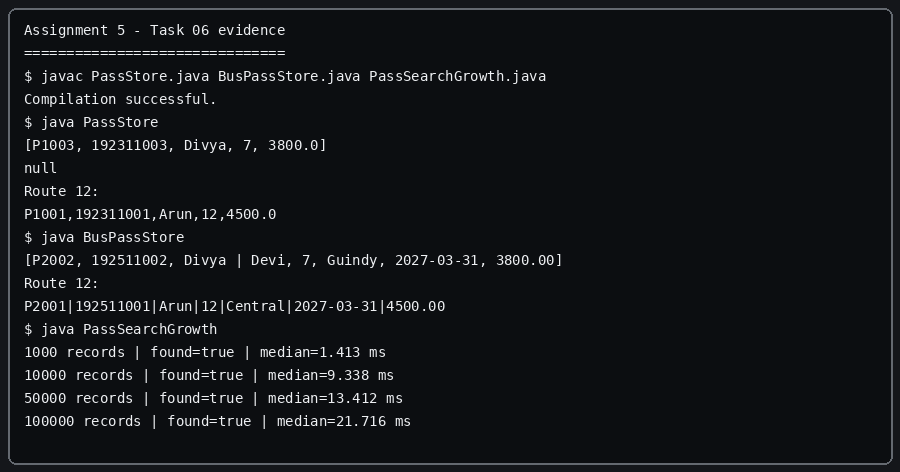 Assignment 5 - Task 06 evidence
===============================
$ javac PassStore.java BusPassStore.java PassSearchGrowth.java
Compilation successful.
$ java PassStore
[P1003, 192311003, Divya, 7, 3800.0]
null
Route 12:
P1001,192311001,Arun,12,4500.0
$ java BusPassStore
[P2002, 192511002, Divya | Devi, 7, Guindy, 2027-03-31, 3800.00]
Route 12:
P2001|192511001|Arun|12|Central|2027-03-31|4500.00
$ java PassSearchGrowth
1000 records | found=true | median=1.413 ms
10000 records | found=true | median=9.338 ms
50000 records | found=true | median=13.412 ms
100000 records | found=true | median=21.716 ms